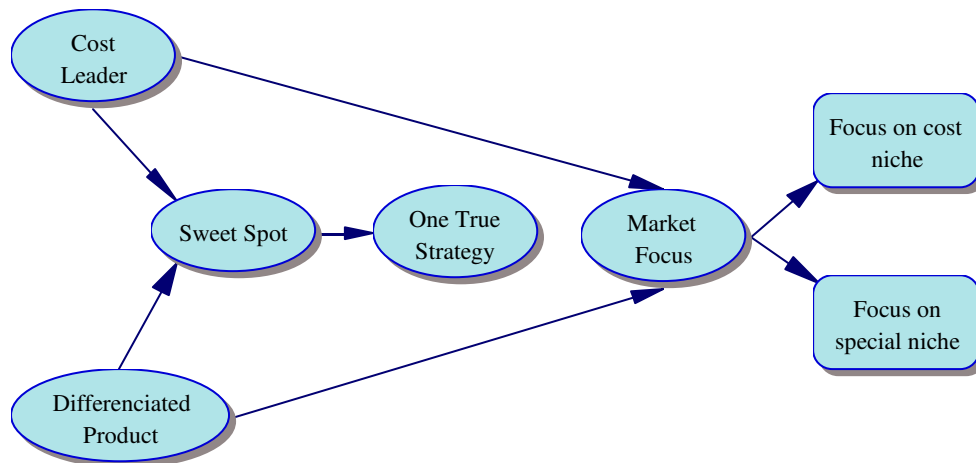 Cost
Leader
Focus on cost
niche
Sweet Spot
One True
Strategy
Market
Focus
Focus on
special niche
Differenciated
Product